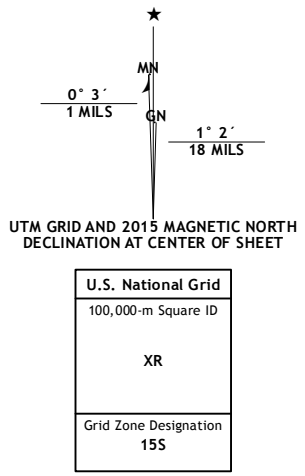 MN
0° 3´
1 MILS
GN
1° 2´
18 MILS
UTM GRID AND 2015 MAGNETIC NORTH
DECLINATION AT CENTER OF SHEET
U.S. National Grid
100,000-m Square ID
XR
Grid Zone Designation
15S